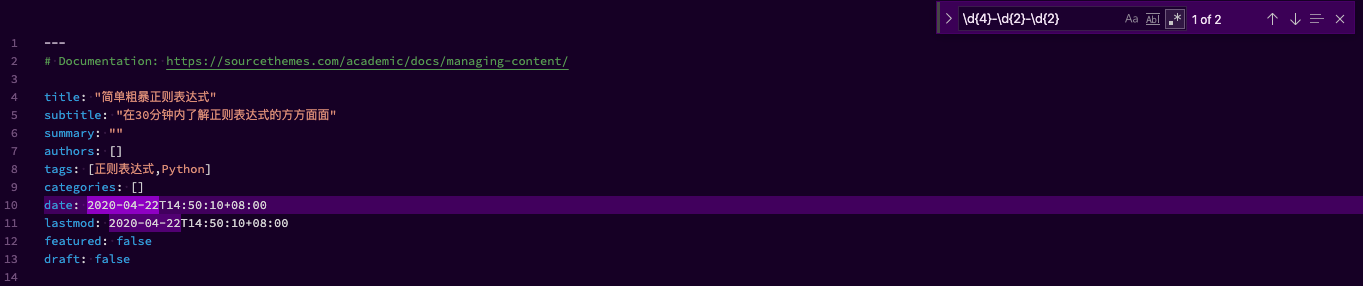 \d{4}-\d{2}-\d{2} Aa Abl .* 1 of 2
1 ---
2 # Documentation: https://sourcethemes.com/academic/docs/managing-content/
3
4 title: "简单粗暴正则表达式"
5 subtitle: "在30分钟内了解正则表达式的方方面面"
6 summary: ""
7 authors: []
8 tags: [正则表达式,Python]
9 categories: []
10 date: 2020-04-22T14:50:10+08:00
11 lastmod: 2020-04-22T14:50:10+08:00
12 featured: false
13 draft: false
14